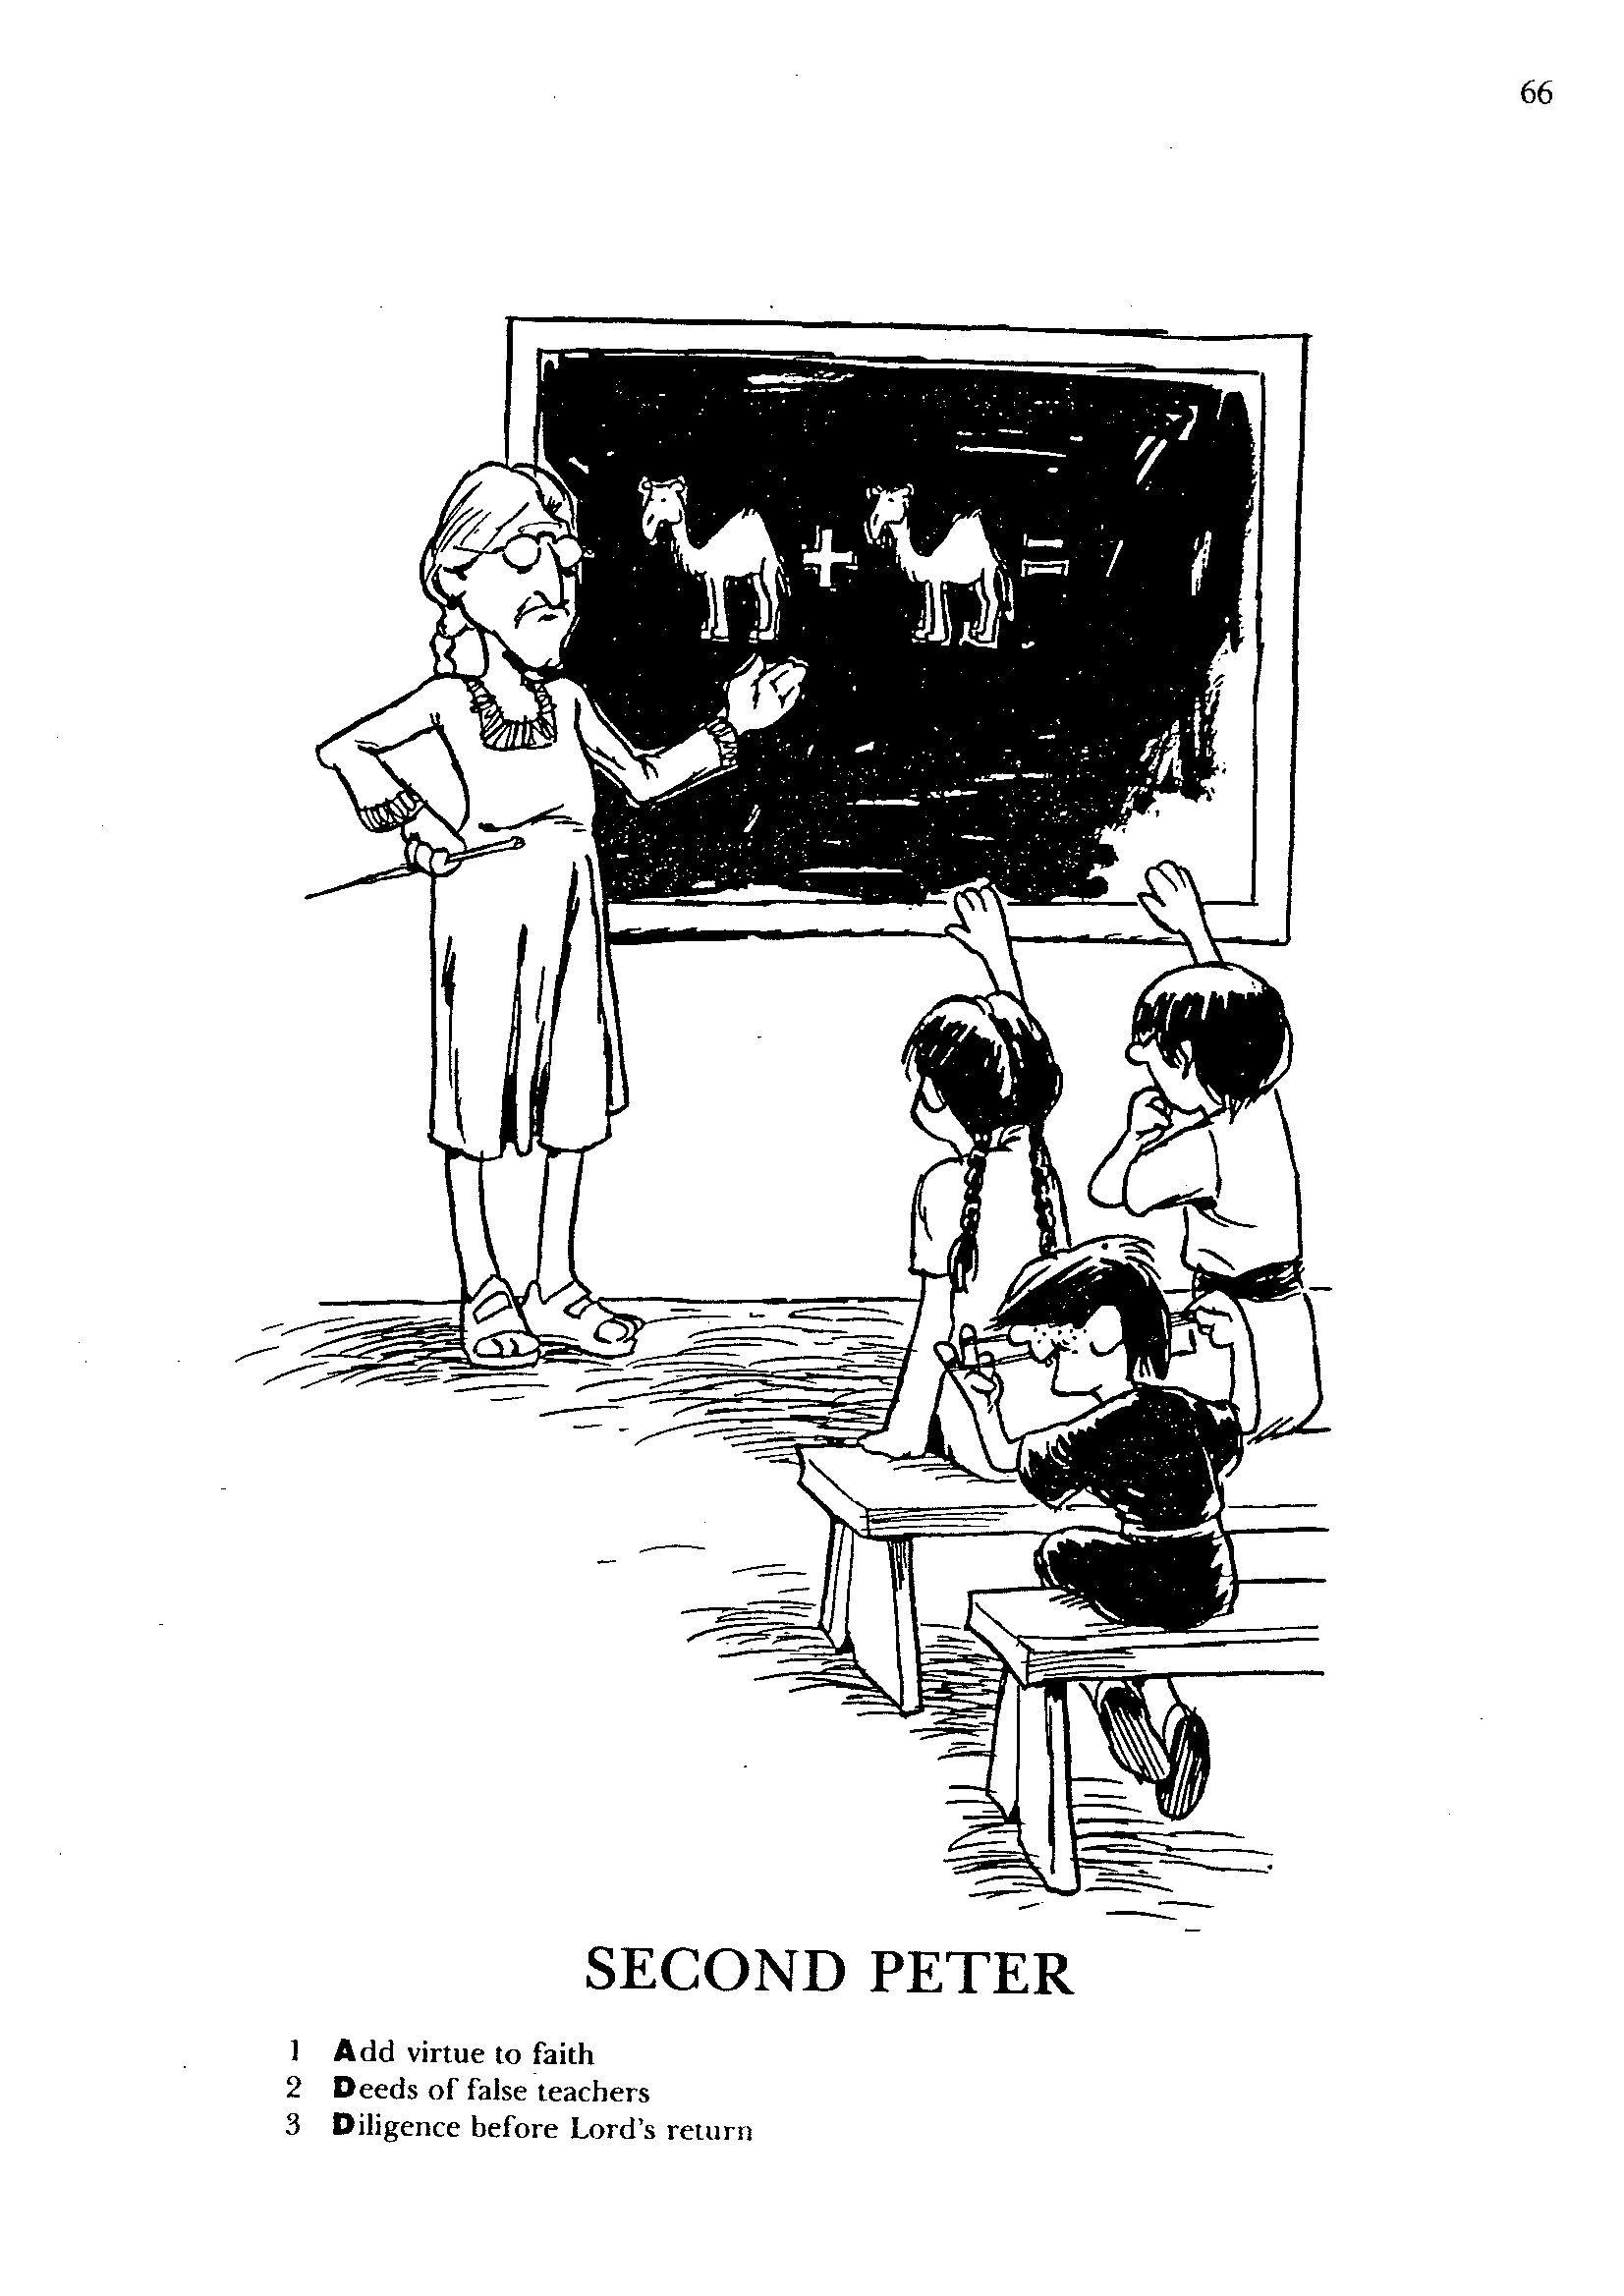 66
+ =
SECOND PETER
1 Add virtue to faith
2 Deeds of false teachers
3 Diligence before Lord's return